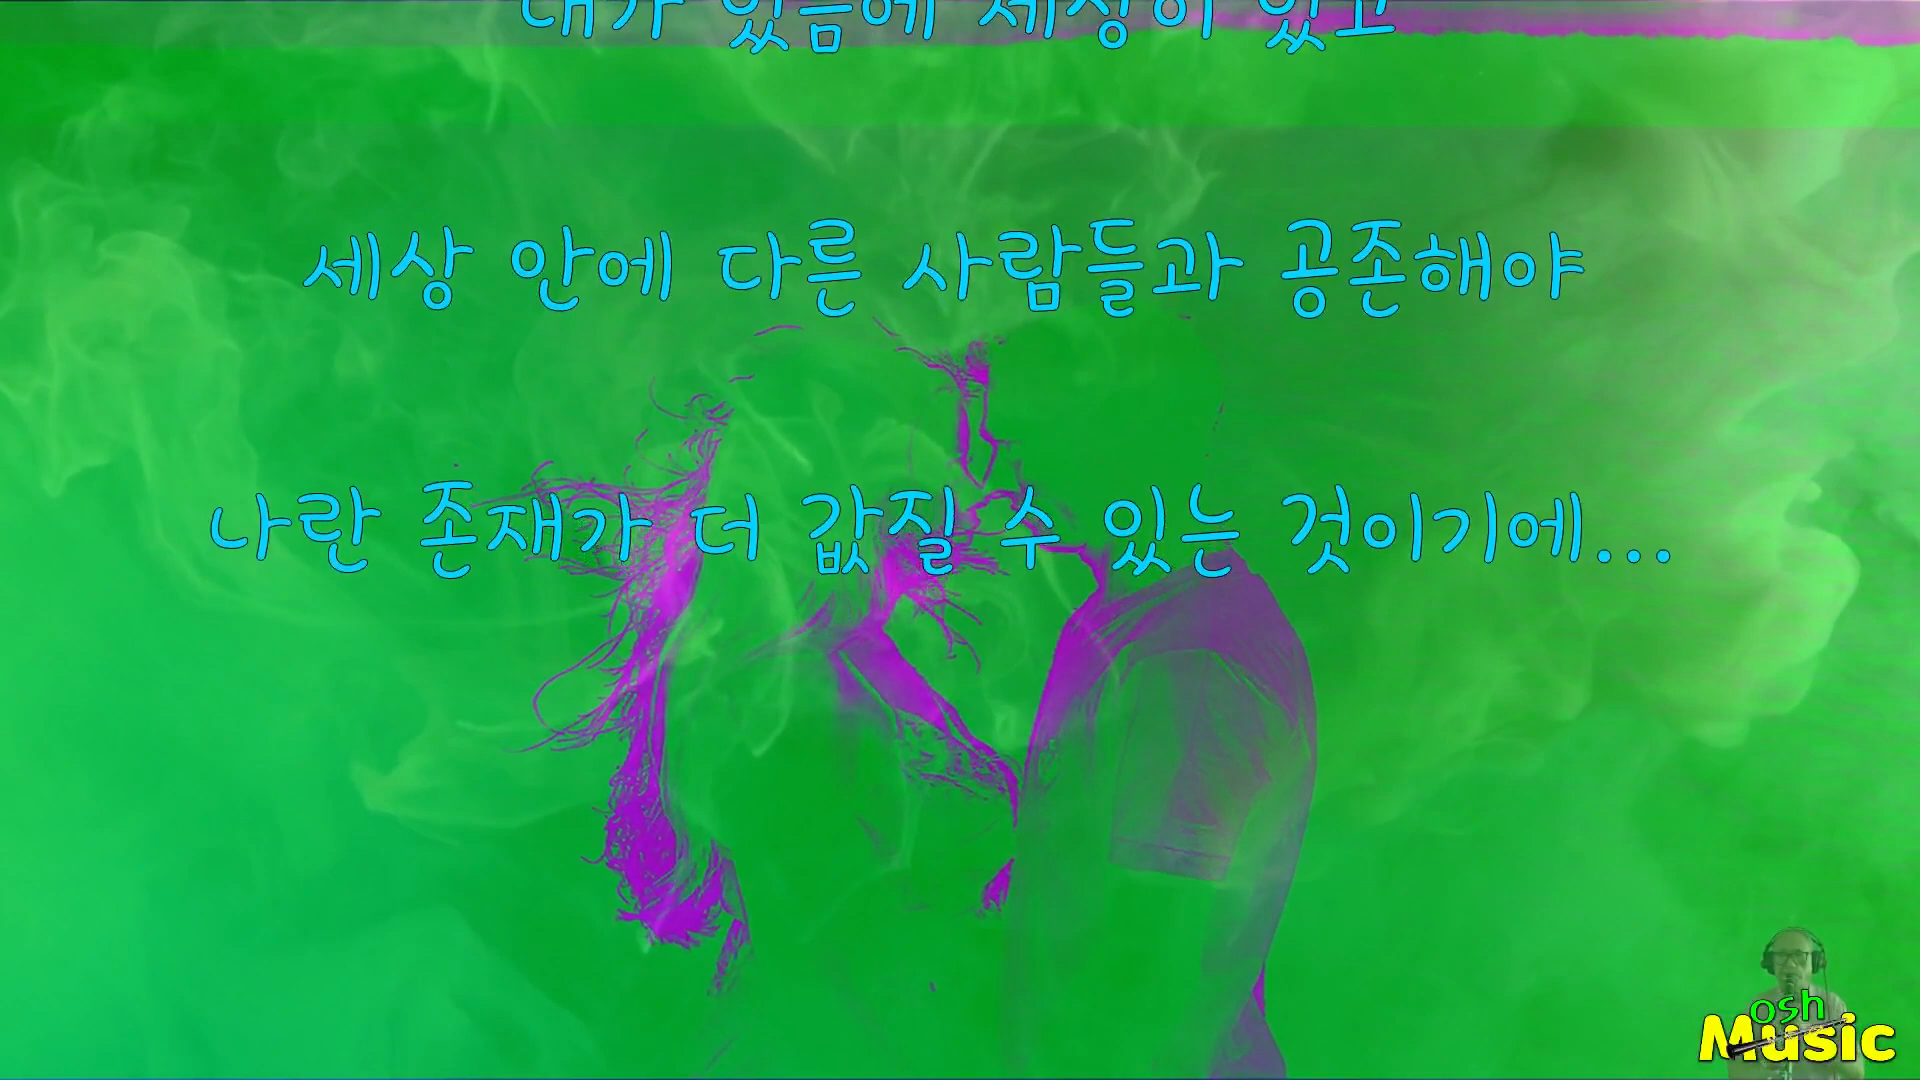 내가 있음에 세상이 있고
세상 안에 다른 사람들과 공존해야
나란 존재가 더 값질 수 있는 것이기에...
osh
Music